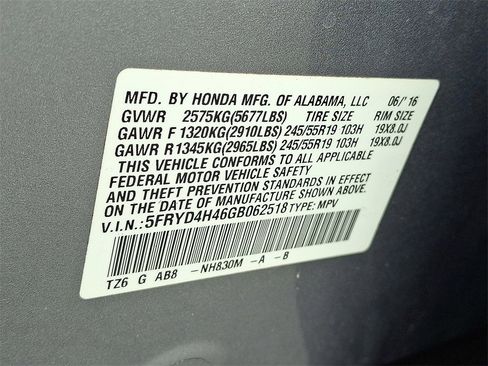 MFD. BY HONDA MFG. OF ALABAMA, LLC 06/'16
GVWR 2575KG(5677LBS) TIRE SIZE RIM SIZE
GAWR F 1320KG(2910LBS) 245/55R19 103H 19X8.0J
GAWR R 1345KG(2965LBS) 245/55R19 103H 19X8.0J
THIS VEHICLE CONFORMS TO ALL APPLICABLE
FEDERAL MOTOR VEHICLE SAFETY
AND THEFT PREVENTION STANDARDS IN EFFECT
ON THE DATE OF MANUFACTURE SHOWN ABOVE.
V.I.N.: 5FRYD4H46GB062518 TYPE: MPV
TZ6 G AB8 -NH830M -A -B